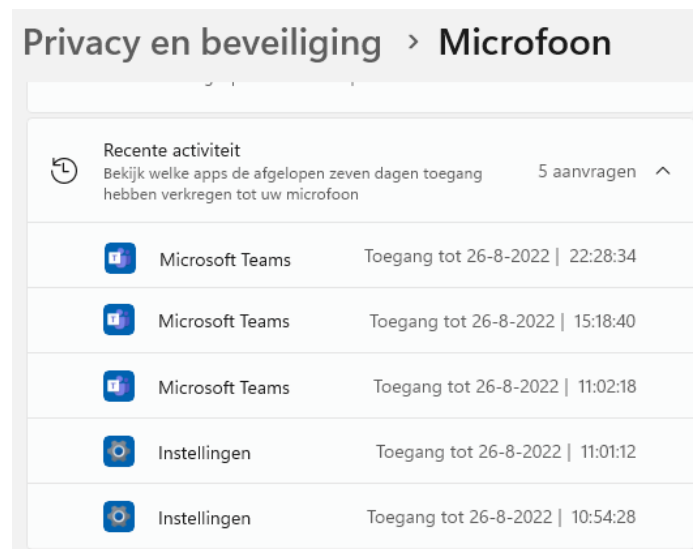 Privacy en beveiliging > Microfoon
Recente activiteit
Bekijk welke apps de afgelopen zeven dagen toegang
hebben verkregen tot uw microfoon
5 aanvragen
Microsoft Teams Toegang tot 26-8-2022 | 22:28:34
Microsoft Teams Toegang tot 26-8-2022 | 15:18:40
Microsoft Teams Toegang tot 26-8-2022 | 11:02:18
Instellingen Toegang tot 26-8-2022 | 11:01:12
Instellingen Toegang tot 26-8-2022 | 10:54:28